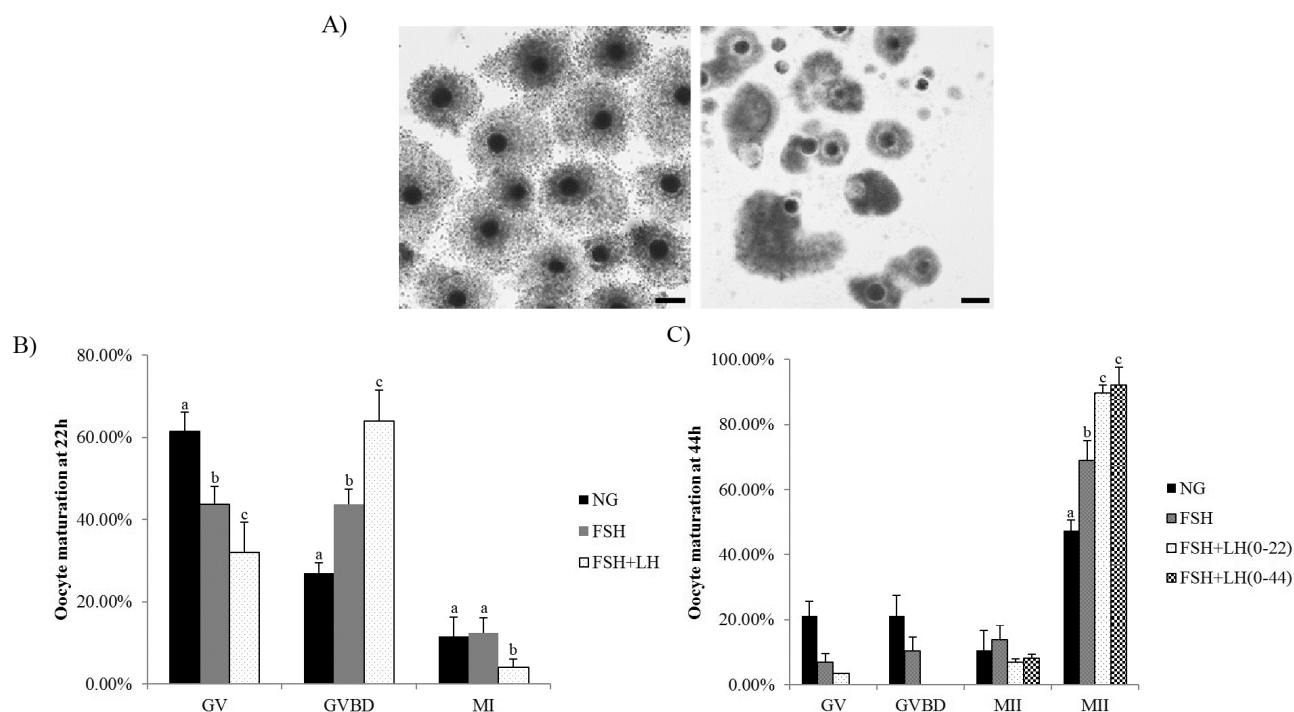 A)
B)
80.00%
60.00%
40.00%
20.00%
0.00%
Oocyte maturation at 22h
a
b
c
a
b
c
a
a
b
GV
GVBD
MI
NG
FSH
FSH+LH
C)
100.00%
80.00%
60.00%
40.00%
20.00%
0.00%
Oocyte maturation at 44h
a
b
c
c
GV
GVBD
MII
MII
NG
FSH
FSH+LH(0-22)
FSH+LH(0-44)